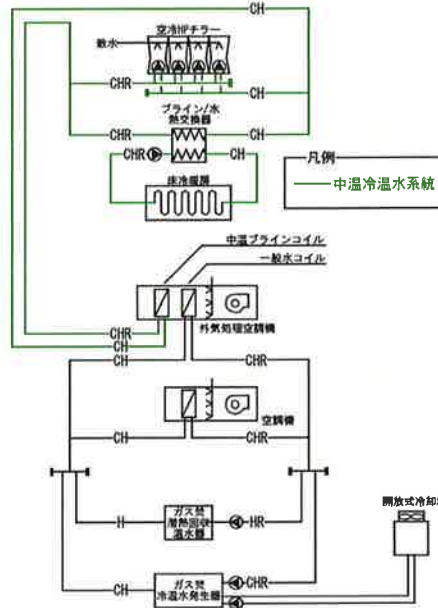 CH
CHR
空冷HPチラー
散水
CHR
CH
ブライン/水
熱交換器
CHR
CH
CHR
CH
床冷暖房
凡例
中温冷温水系統
中温ブラインコイル
一般水コイル
外気処理空調機
CHR
CH
CH
CHR
空調機
CH
CHR
開放式冷却
H
ガス焚
潜熱回収
温水器
HR
CH
ガス焚
冷温水発生器
CHR